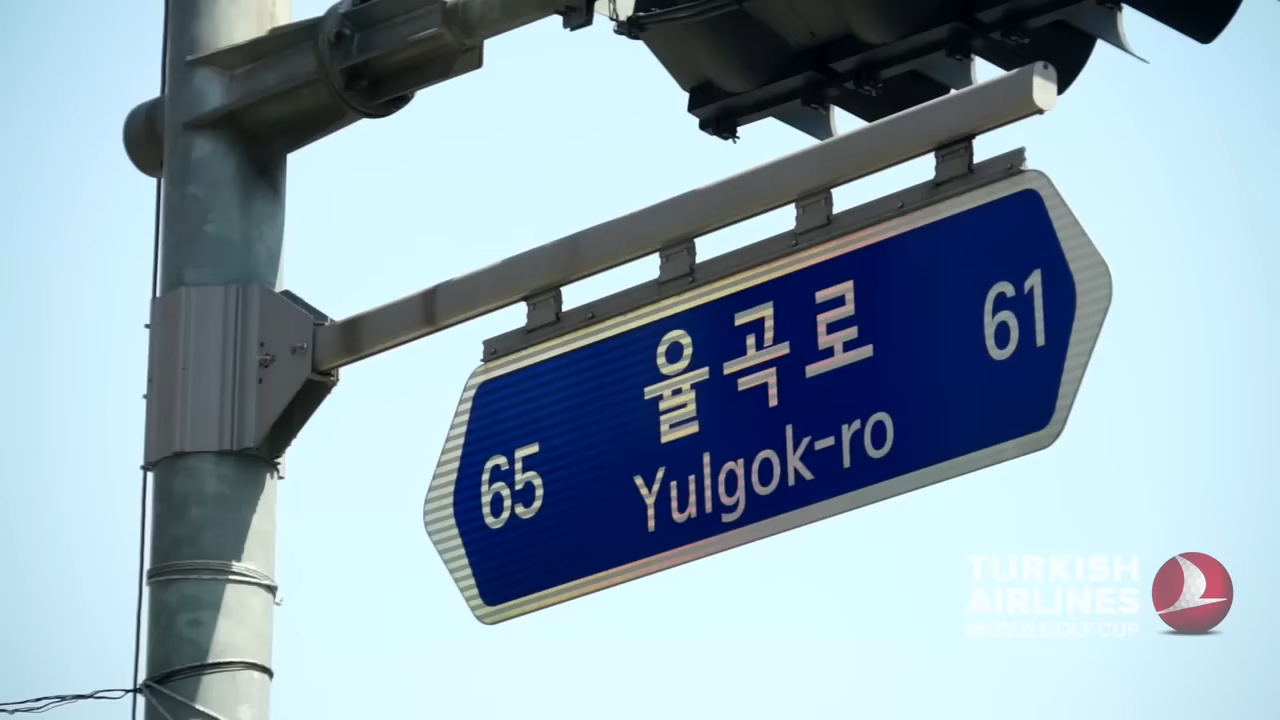 율곡로
65 Yulgok-ro 61
TURKISH
AIRLINES
WORLD GOLF CUP